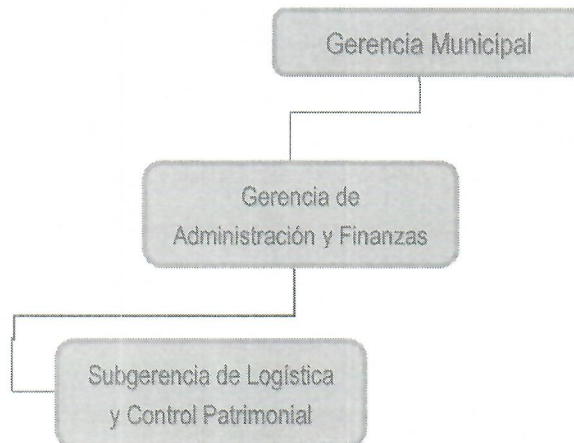 Gerencia Municipal
Gerencia de
Administración y Finanzas
Subgerencia de Logística
y Control Patrimonial